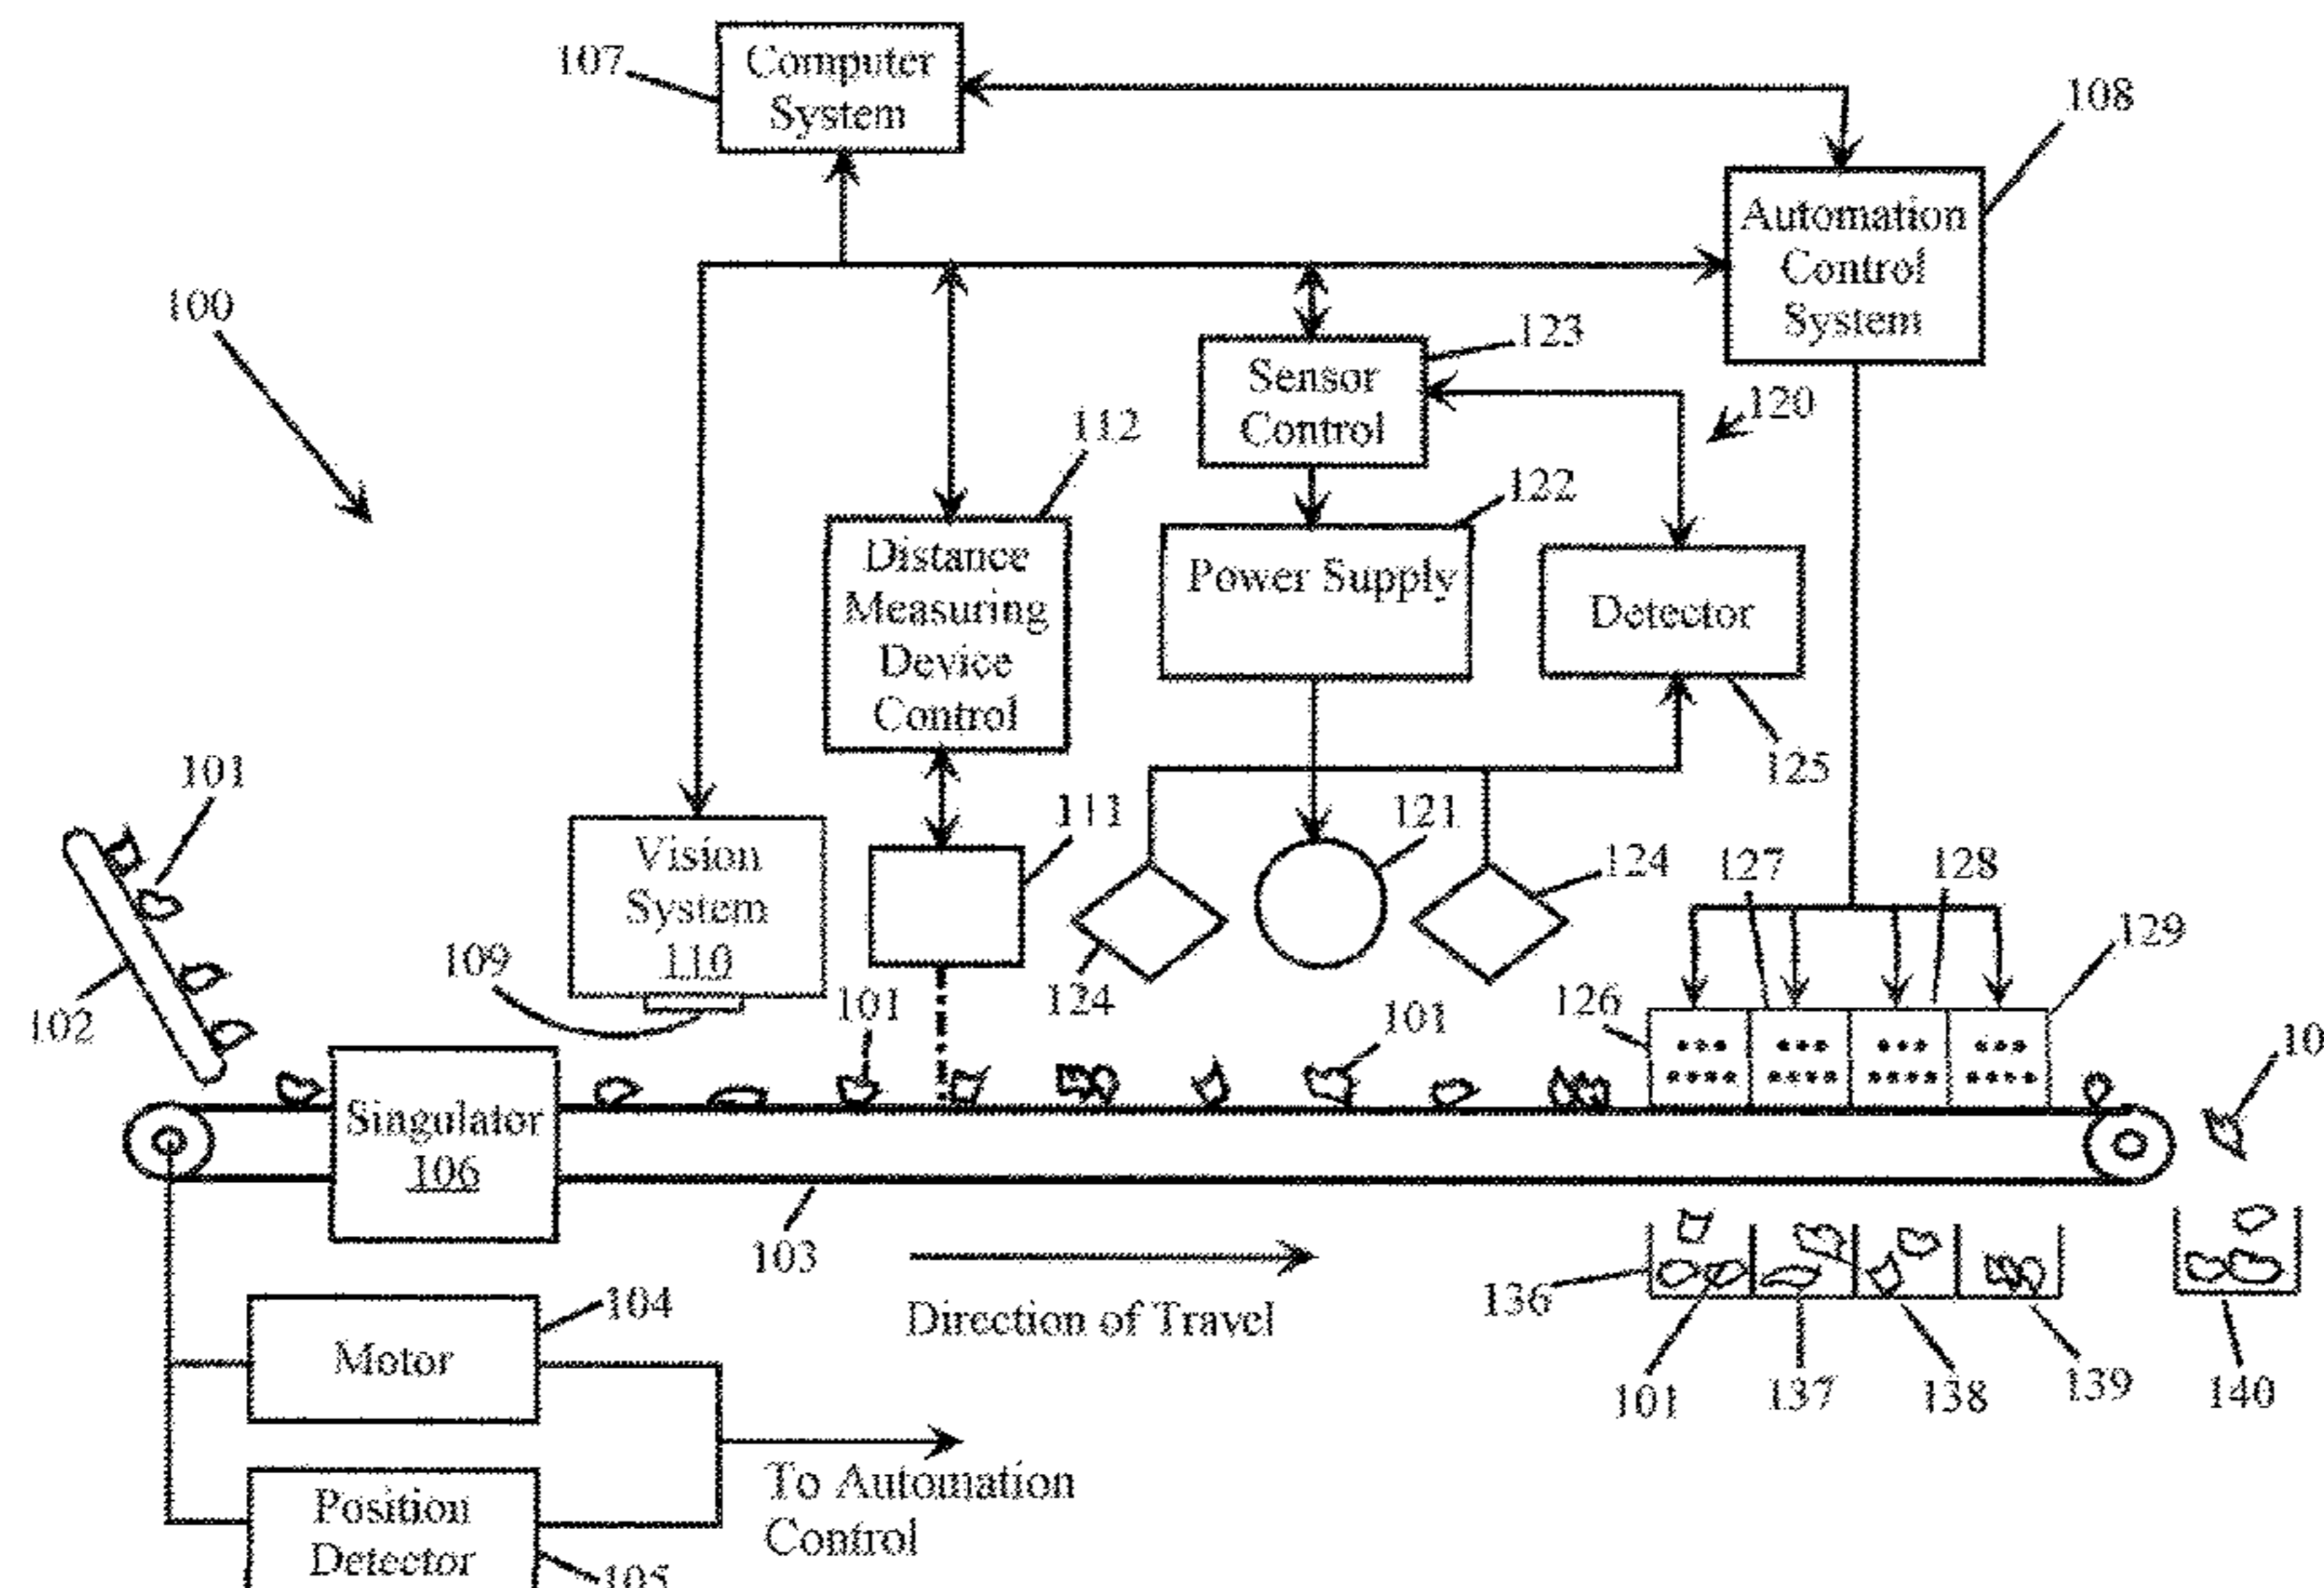 107
Computer
System
108
Automation
Control
System
100
123
Sensor
Control
120
112
122
Distance
Measuring
Device
Control
Power Supply
Detector
125
101
111
121
Vision
System
110
127
128
124
129
109
102
101
124
101
126
10
Singulator
106
103
136
104
Direction of Travel
Motor
101
137
138
139
140
To Automation
Control
Position
Detector
105